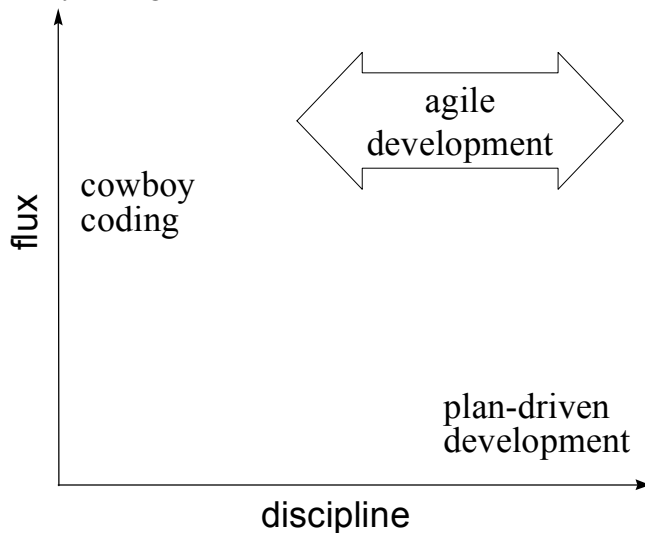 agile
development
cowboy
coding
flux
plan-driven
development
discipline